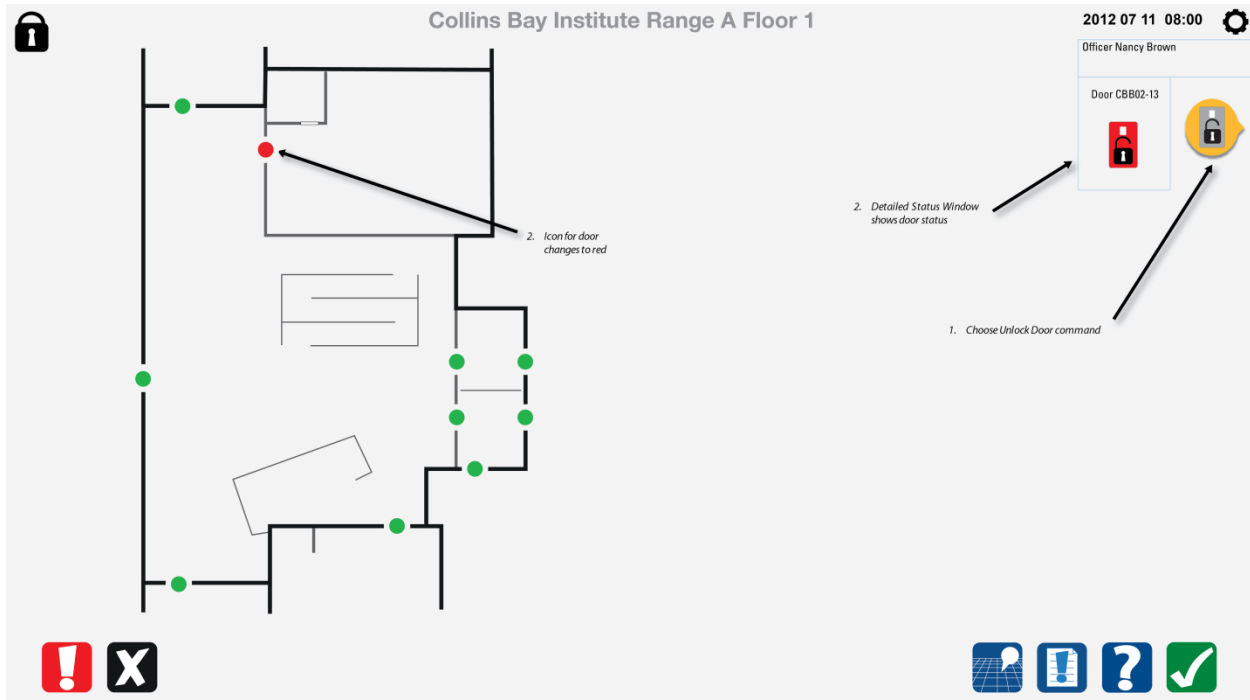 Collins Bay Institute Range A Floor 1
2012 07 11 08:00
Officer Nancy Brown
Door CBB02-13
2. Detailed Status Window
shows door status
2. Icon for door
changes to red
1. Choose Unlock Door command